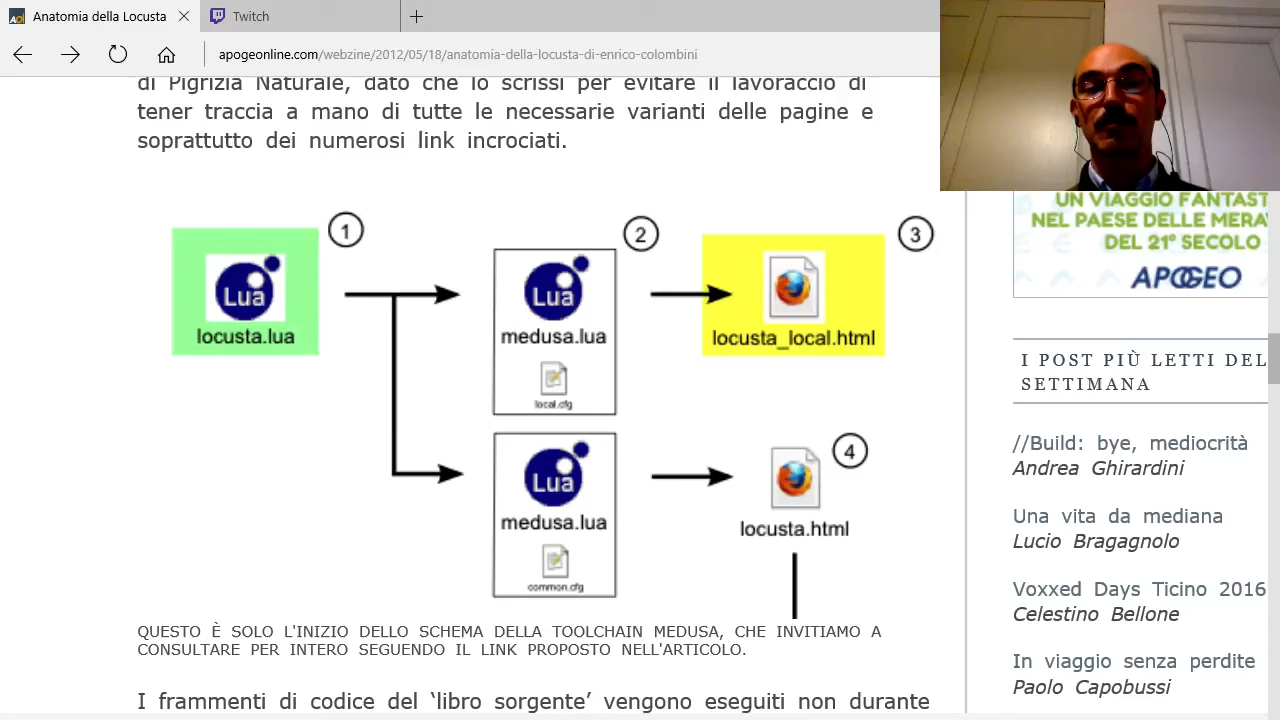 Anatomia della Locusta
Twitch
apogeonline.com/webzine/2012/05/18/anatomia-della-locusta-di-enrico-colombini
di Pigrizia Naturale, dato che lo scrissi per evitare il lavoraccio di
tener traccia a mano di tutte le necessarie varianti delle pagine e
soprattutto dei numerosi link incrociati.
1
2
3
Lua
locusta.lua
Lua
medusa.lua
local.cfg
locusta_local.html
Lua
medusa.lua
common.cfg
4
locusta.html
QUESTO È SOLO L'INIZIO DELLO SCHEMA DELLA TOOLCHAIN MEDUSA, CHE INVITIAMO A
CONSULTARE PER INTERO SEGUENDO IL LINK PROPOSTO NELL'ARTICOLO.
I frammenti di codice del ‘libro sorgente’ vengono eseguiti non durante
UN VIAGGIO FANTAST
NEL PAESE DELLE MERA
DEL 21° SECOLO
APOGEO
I POST PIÙ LETTI DEL
SETTIMANA
//Build: bye, mediocrità
Andrea Ghirardini
Una vita da mediana
Lucio Bragagnolo
Voxxed Days Ticino 2016
Celestino Bellone
In viaggio senza perdite
Paolo Capobussi